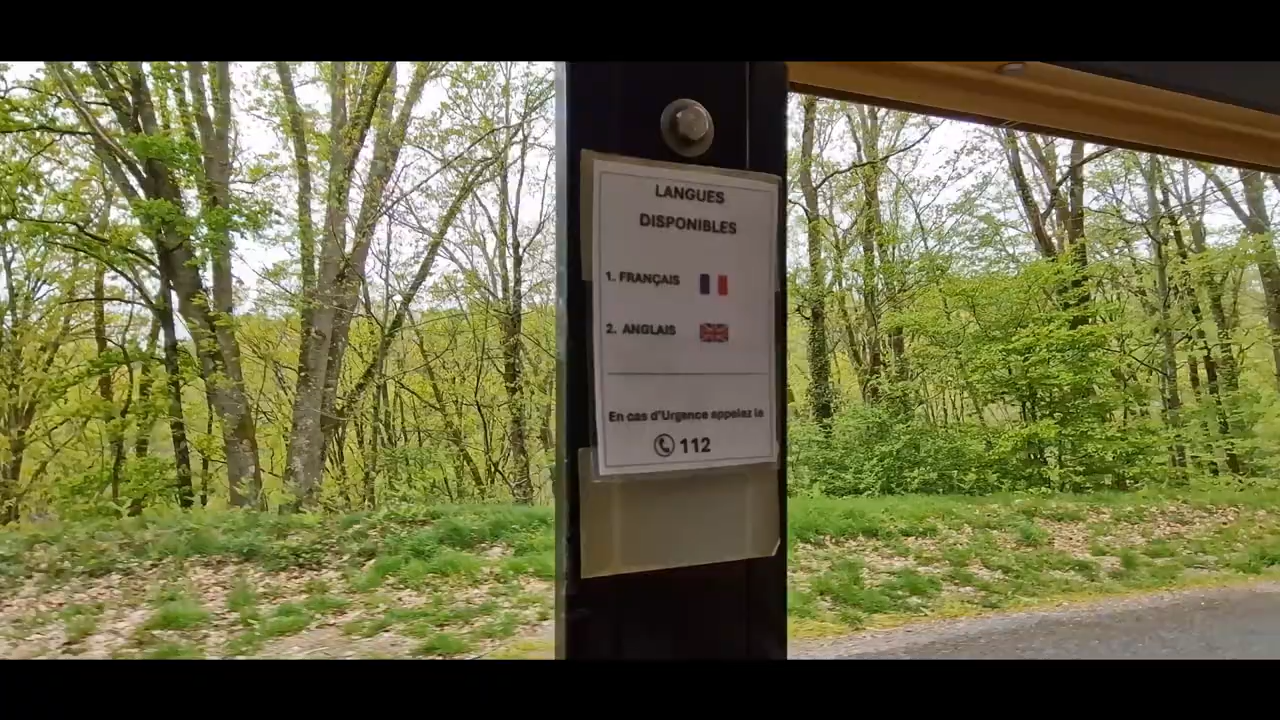 LANGUES
DISPONIBLES
1. FRANÇAIS
2. ANGLAIS
En cas d'Urgence appelez le
112